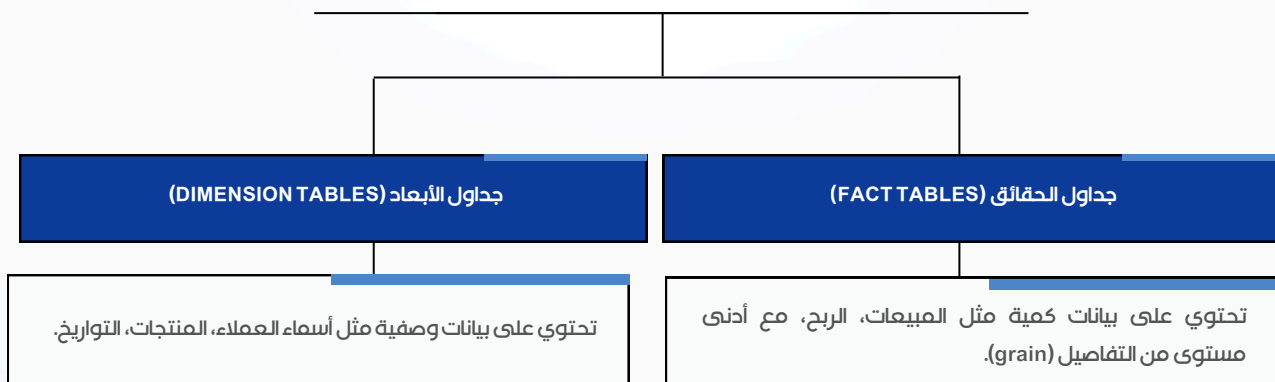 جداول الحقائق (FACT TABLES)
جداول الأبعاد (DIMENSION TABLES)
تحتوي على بيانات كمية مثل المبيعات، الربح، مع أدنى
مستوى من التفاصيل (grain).
تحتوي على بيانات وصفية مثل أسماء العملاء، المنتجات، التواريخ.